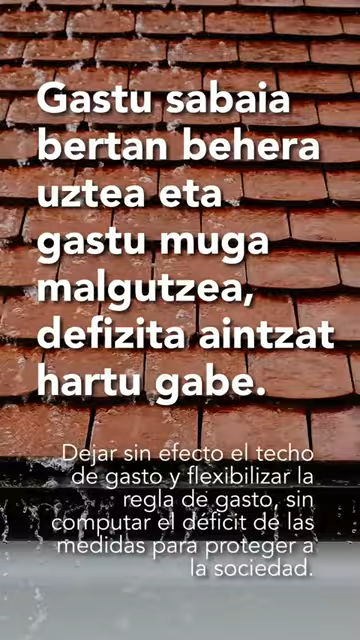 Gastu sabaia
bertan behera
uztea eta
gastu muga
malgutzea,
defizita aintzat
hartu gabe.
Dejar sin efecto el techo
de gasto y flexibilizar la
regla de gasto, sin
computar el déficit de las
medidas para proteger a
la sociedad.